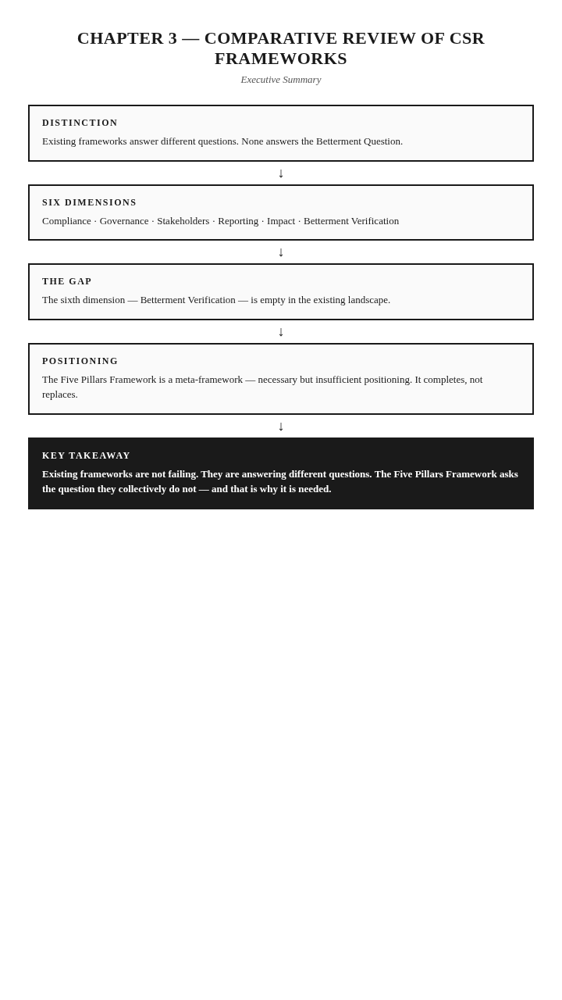 CHAPTER 3 — COMPARATIVE REVIEW OF CSR
FRAMEWORKS
Executive Summary
DISTINCTION
Existing frameworks answer different questions. None answers the Betterment Question.
↓
SIX DIMENSIONS
Compliance · Governance · Stakeholders · Reporting · Impact · Betterment Verification
↓
THE GAP
The sixth dimension — Betterment Verification — is empty in the existing landscape.
↓
POSITIONING
The Five Pillars Framework is a meta-framework — necessary but insufficient positioning. It completes, not
replaces.
↓
KEY TAKEAWAY
Existing frameworks are not failing. They are answering different questions. The Five Pillars Framework asks
the question they collectively do not — and that is why it is needed.